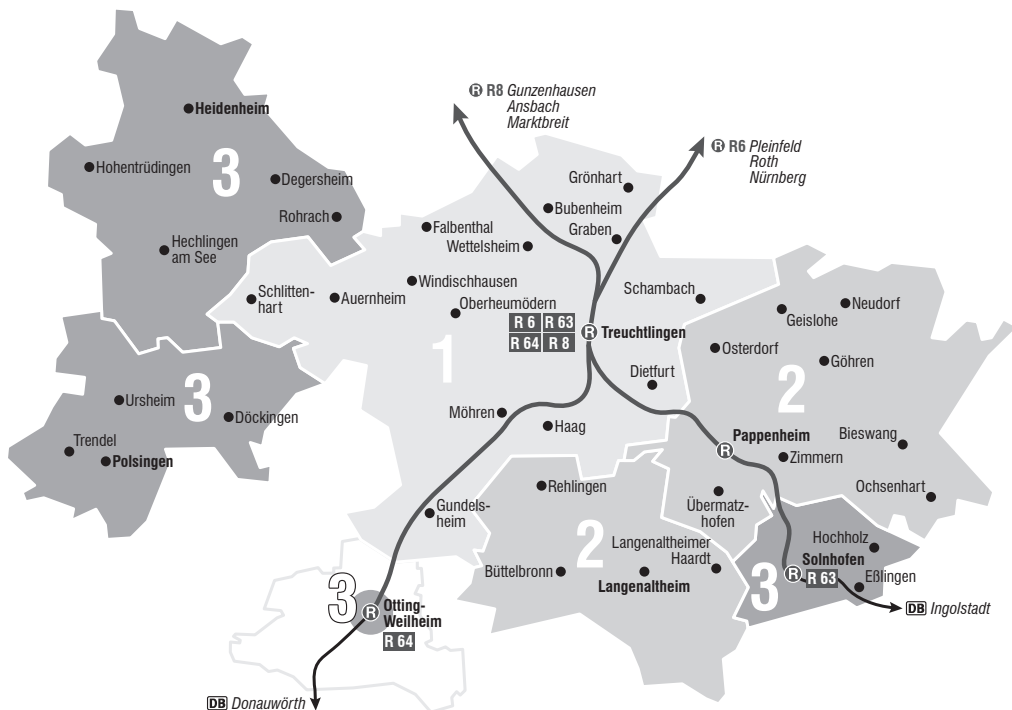 R R8 Gunzenhausen
Ansbach
Marktbreit
R R6 Pleinfeld
Roth
Nürnberg
Heidenheim
3
Hohentrüdingen
Degersheim
Rohrach
Hechlingen
am See
Grönhart
Bubenheim
Graben
Falbenthal
Wettelsheim
Schlitten-
hart
Auernheim
Windischhausen
Oberheumödern
Schambach
R 6 R 63
R 64 R 8
R Treuchtlingen
1
Geislohe
Neudorf
Osterdorf
Göhren
2
Dietfurt
Ursheim
3
Döckingen
Trendel
Polsingen
Möhren
Haag
Pappenheim
R
Zimmern
Bieswang
Ochsenhart
Rehlingen
Übermatz-
hofen
Gundels-
heim
2
Langenaltheimer
Haardt
Büttelbronn
Langenaltheim
Hochholz
Solnhofen
3 R R 63
Eßlingen
3 R Otting-
Weilheim
R 64
DB Ingolstadt
DB Donauwörth